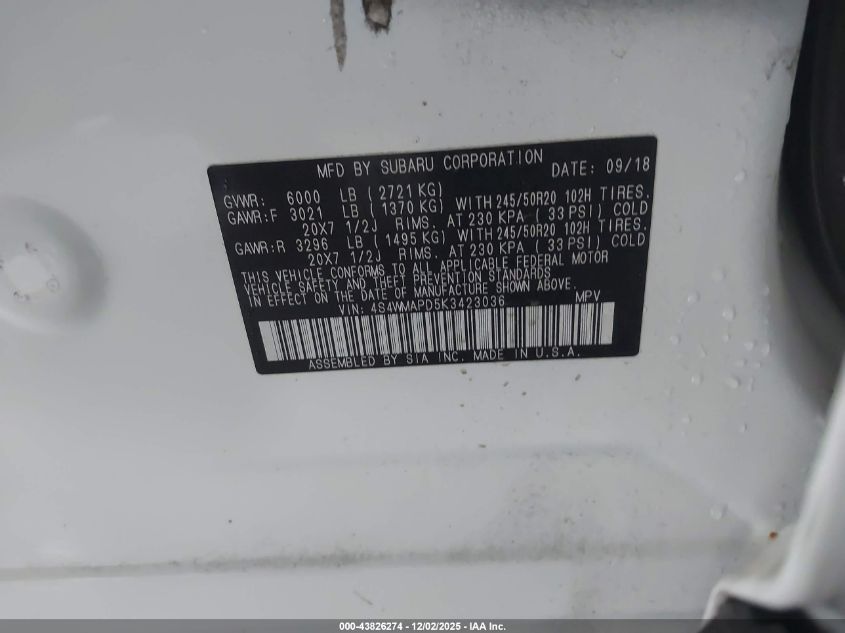 MFD BY SUBARU CORPORATION DATE: 09/18
GVWR: 6000 LB ( 2721 KG)
GAWR:F 3021 LB ( 1370 KG) WITH 245/50R20 102H TIRES.
20X7 1/2J RIMS. AT 230 KPA ( 33 PSI) COLD
GAWR:R 3296 LB ( 1495 KG) WITH 245/50R20 102H TIRES.
20X7 1/2J RIMS. AT 230 KPA ( 33 PSI) COLD
THIS VEHICLE CONFORMS TO ALL APPLICABLE FEDERAL MOTOR
VEHICLE SAFETY AND THEFT PREVENTION STANDARDS
IN EFFECT ON THE DATE OF MANUFACTURE SHOWN ABOVE.
VIN: 4S4WMAPD5K3423036 MPV
ASSEMBLED BY SIA INC. MADE IN U.S.A.
000-43826274 - 12/02/2025 - IAA Inc.